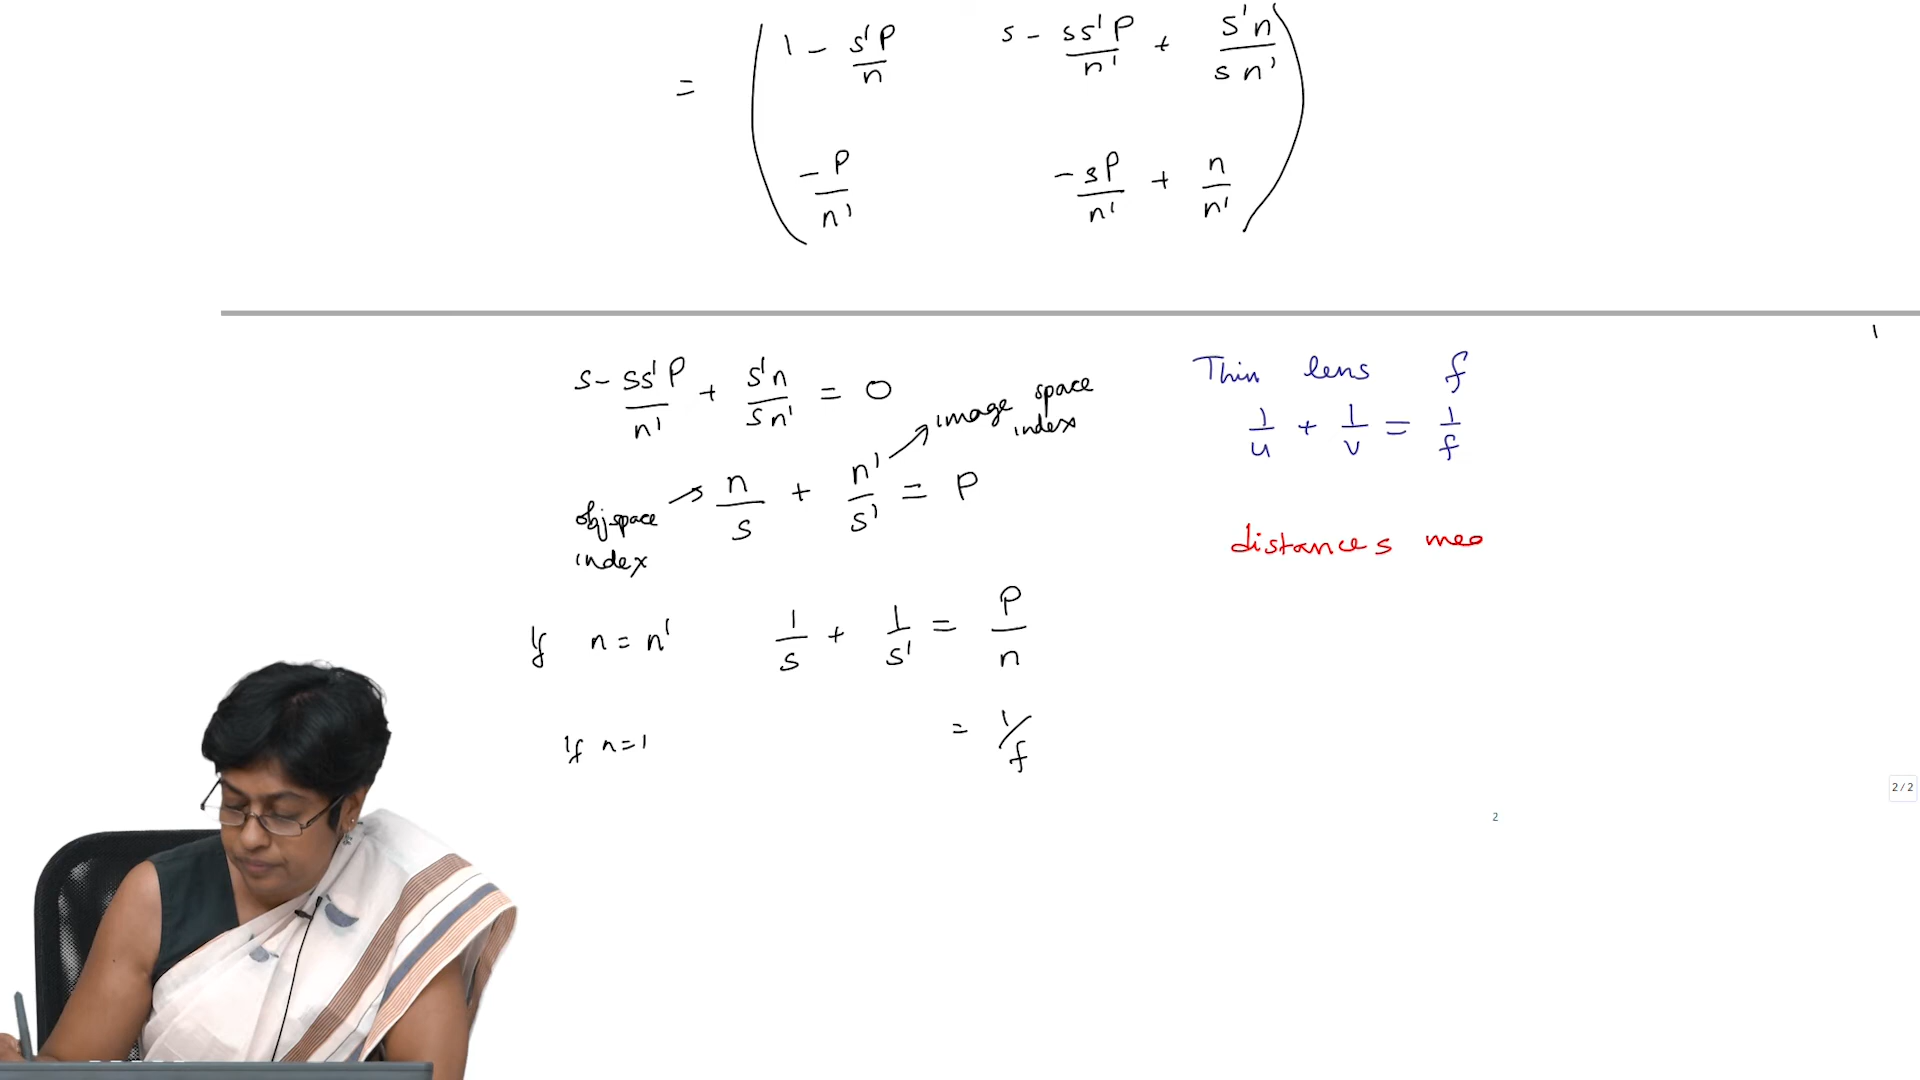 = ( 1 - s'P/n    s - ss'P/n' + s'n/sn'
-P/n'    -sP/n' + n/n' )
1
s - ss'P/n' + s'n/sn' = 0
image space index
n/s + n'/s' = P
obj space index
If n = n'    1/s + 1/s' = P/n
If n=1    = 1/f
Thin lens f
1/u + 1/v = 1/f
distances mea
2/2
2